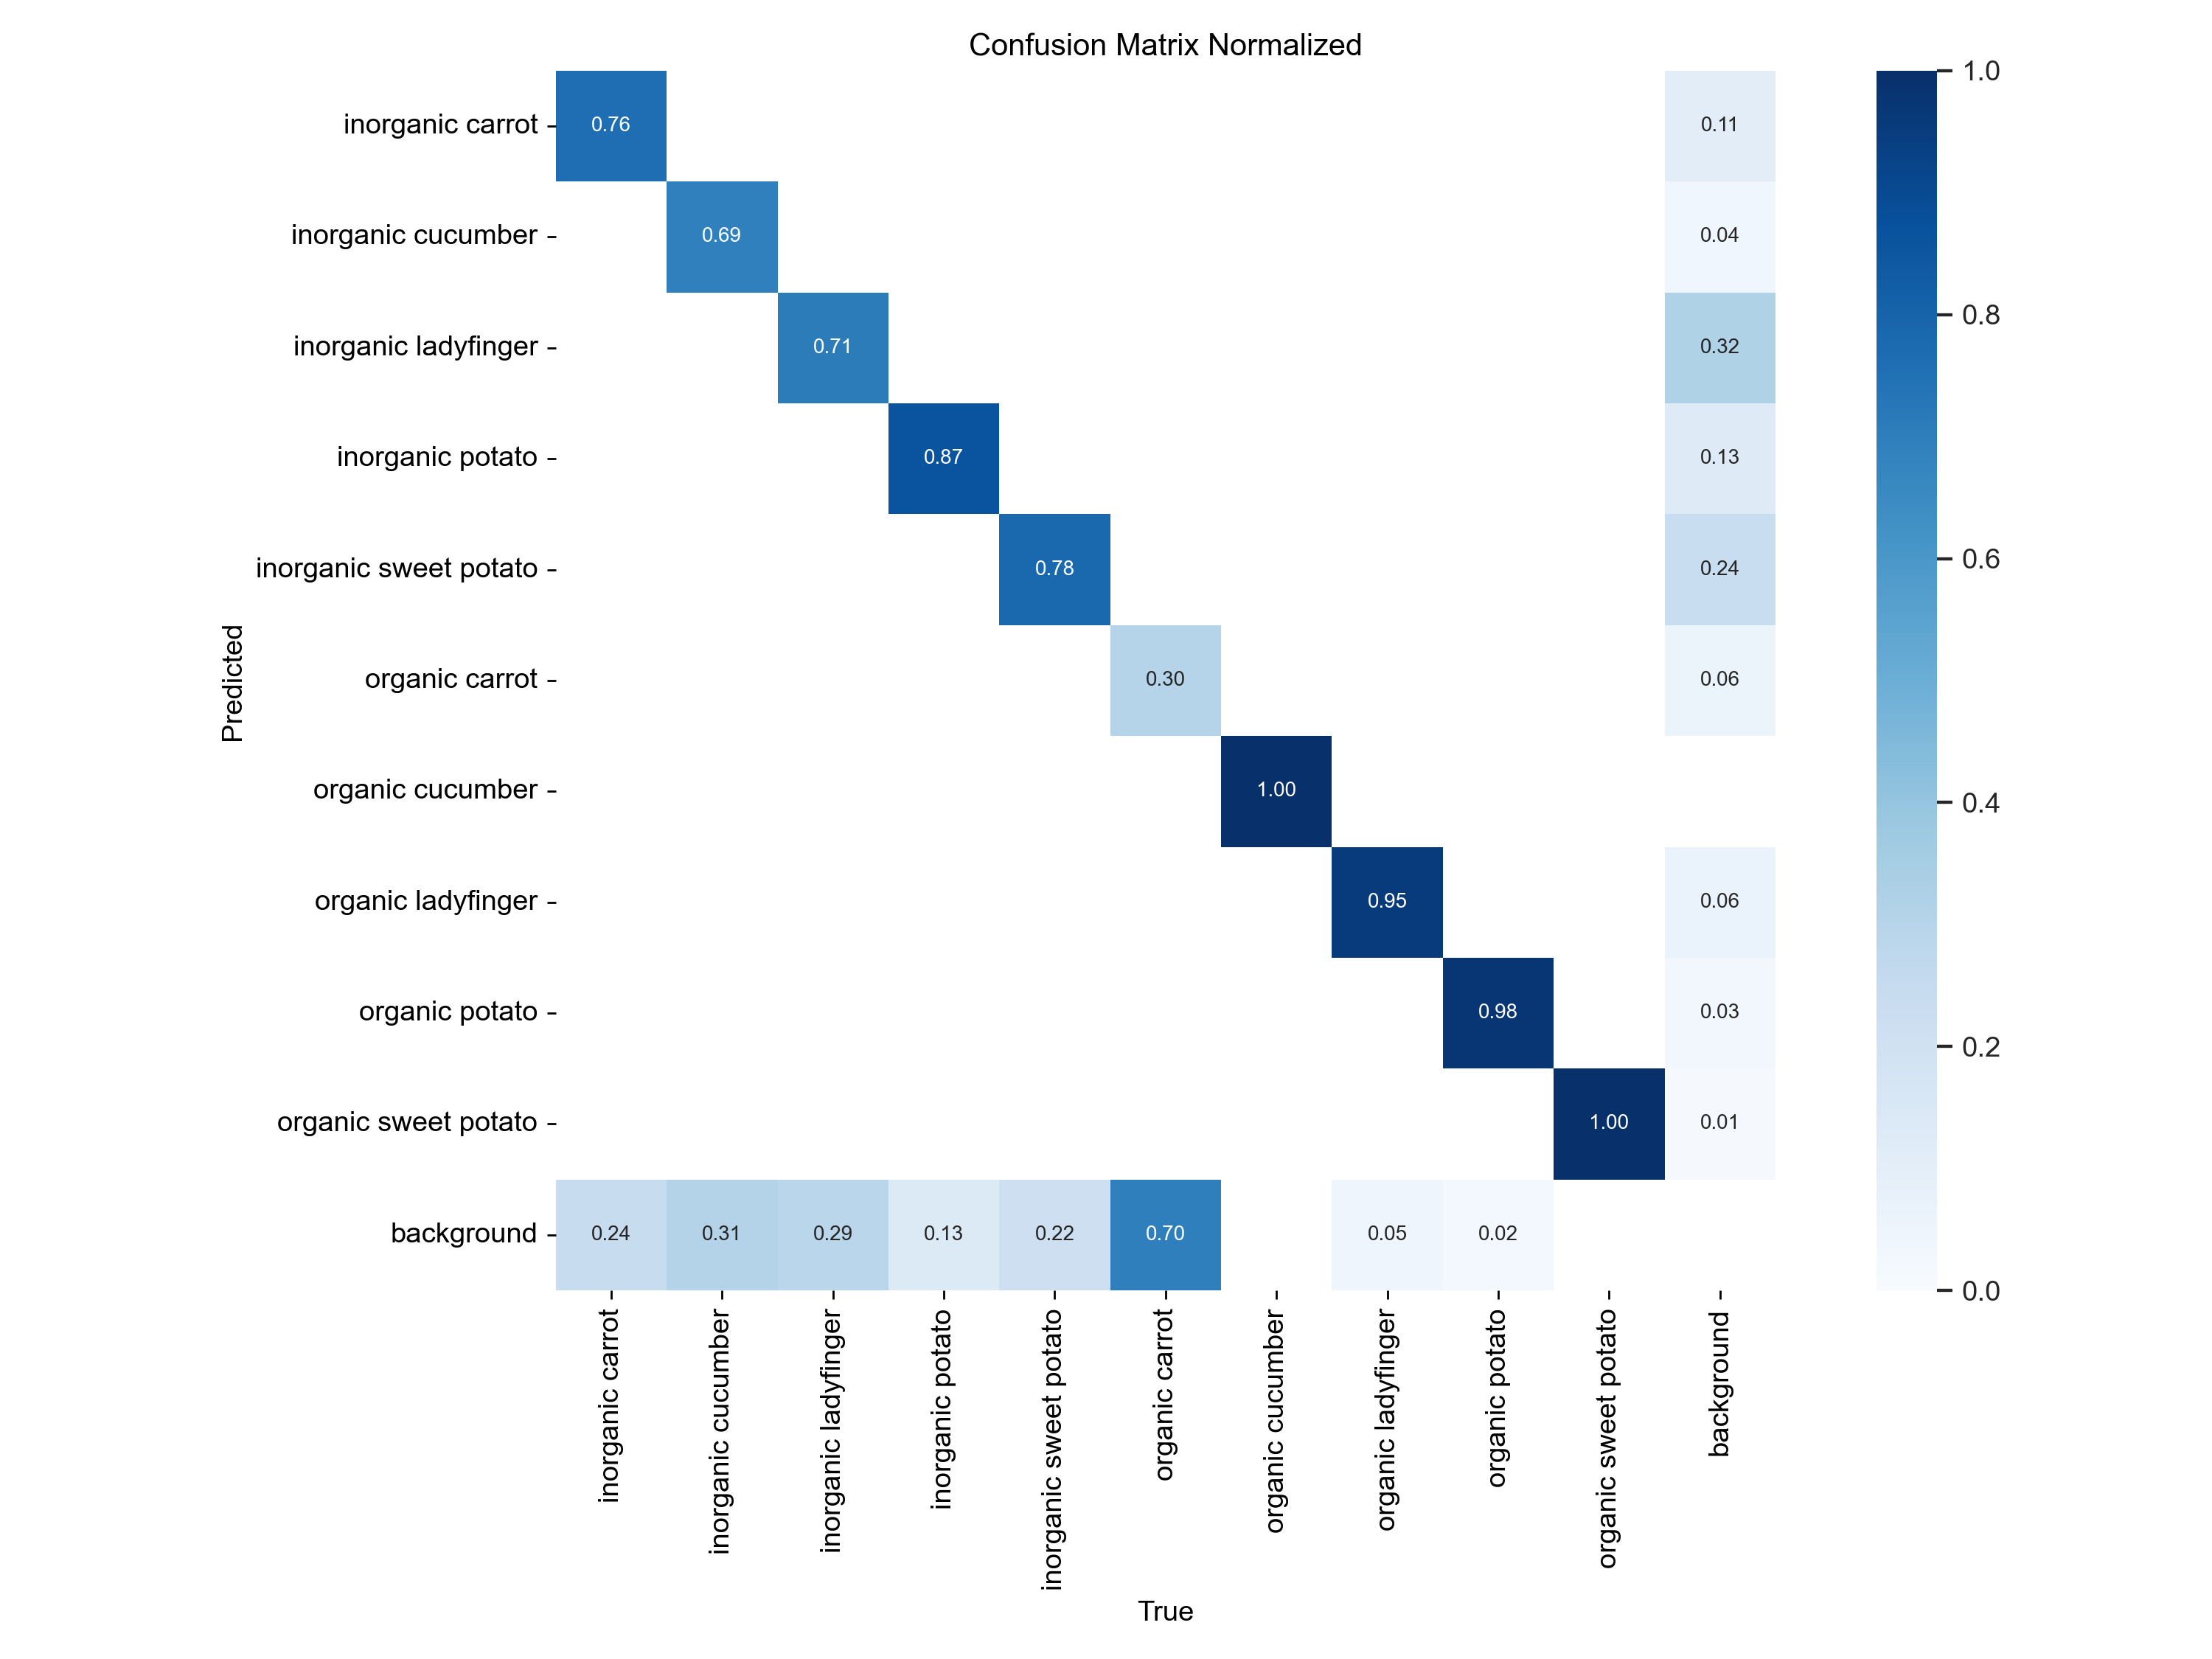 Confusion Matrix Normalized
inorganic carrot 0.76 0.11
inorganic cucumber 0.69 0.04
inorganic ladyfinger 0.71 0.32
inorganic potato 0.87 0.13
inorganic sweet potato 0.78 0.24
organic carrot 0.30 0.06
organic cucumber 1.00
organic ladyfinger 0.95 0.06
organic potato 0.98 0.03
organic sweet potato 1.00 0.01
background 0.24 0.31 0.29 0.13 0.22 0.70 0.05 0.02
Predicted
inorganic carrot
inorganic cucumber
inorganic ladyfinger
inorganic potato
inorganic sweet potato
organic carrot
organic cucumber
organic ladyfinger
organic potato
organic sweet potato
background
True
1.0
0.8
0.6
0.4
0.2
0.0